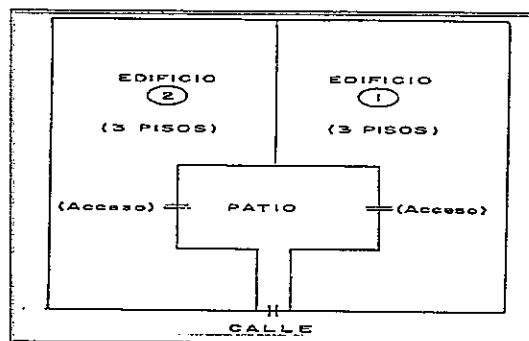 EDIFICIO
2
(3 PISOS)
EDIFICIO
1
(3 PISOS)
(Acceso)
PATIO
(Acceso)
CALLE